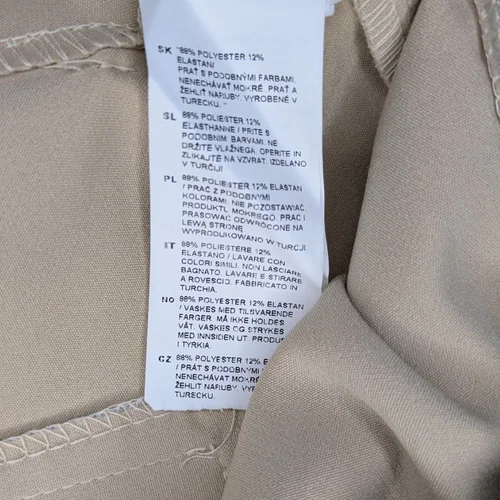 SK 88% POLYESTER 12%
ELASTAN/
PRAŤ S PODOBNÝMI FARBAMI.
NENECHÁVAŤ MOKRÉ. PRAŤ A
ŽEHLIŤ NARUBY. VYROBENÉ V
TURECKU.
SL 88% POLIESTER 12%
ELASTHANNE / PRITE S
PODOBNIM BARVAMI. NE
DRŽITE VLAŽNEGA. OPERITE IN
ZLIKAJTE NA VZVRAT. IZDELANO
V TURČIJI
PL 88% POLIESTER 12% ELASTAN
/ PRAĆ Z PODOBNYMI
KOLORAMI. NIE POZOSTAWIAĆ
PRODUKTU MOKREGO. PRAĆ I
PRASOWAĆ ODWRÓCONE NA
LEWĄ STRONĘ
WYPRODUKOWANO W TURCJI.
IT 88% POLIESTERE 12%
ELASTANO / LAVARE CON
COLORI SIMILI. NON LASCIARE
BAGNATO. LAVARE E STIRARE
A ROVESCIO. FABBRICATO IN
TURCHIA.
NO 88% POLYESTER 12% ELASTAN
/ VASKES MED TILSVARENDE
FARGER. MÅ IKKE HOLDES
VÅT. VASKES OG STRYKES
MED INNSIDEN UT.
I TYRKIA.
CZ 88% POLYESTER 12%
/ PRÁT S PODOBNÝMI
NENECHÁVAT
ŽEHLIT NARUBY.
TURECKU.